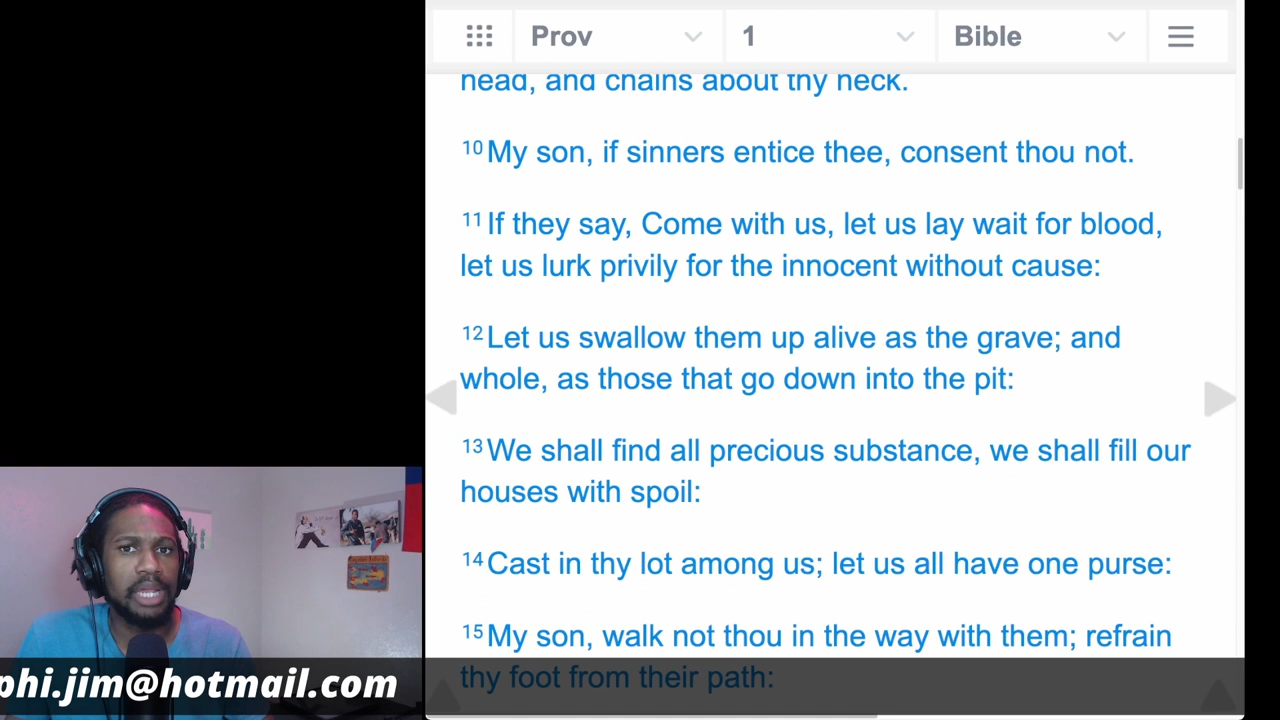 Prov
1
Bible
head, and chains about thy neck.
10 My son, if sinners entice thee, consent thou not.
11 If they say, Come with us, let us lay wait for blood,
let us lurk privily for the innocent without cause:
12 Let us swallow them up alive as the grave; and
whole, as those that go down into the pit:
13 We shall find all precious substance, we shall fill our
houses with spoil:
14 Cast in thy lot among us; let us all have one purse:
15 My son, walk not thou in the way with them; refrain
thy foot from their path:
phi.jim@hotmail.com